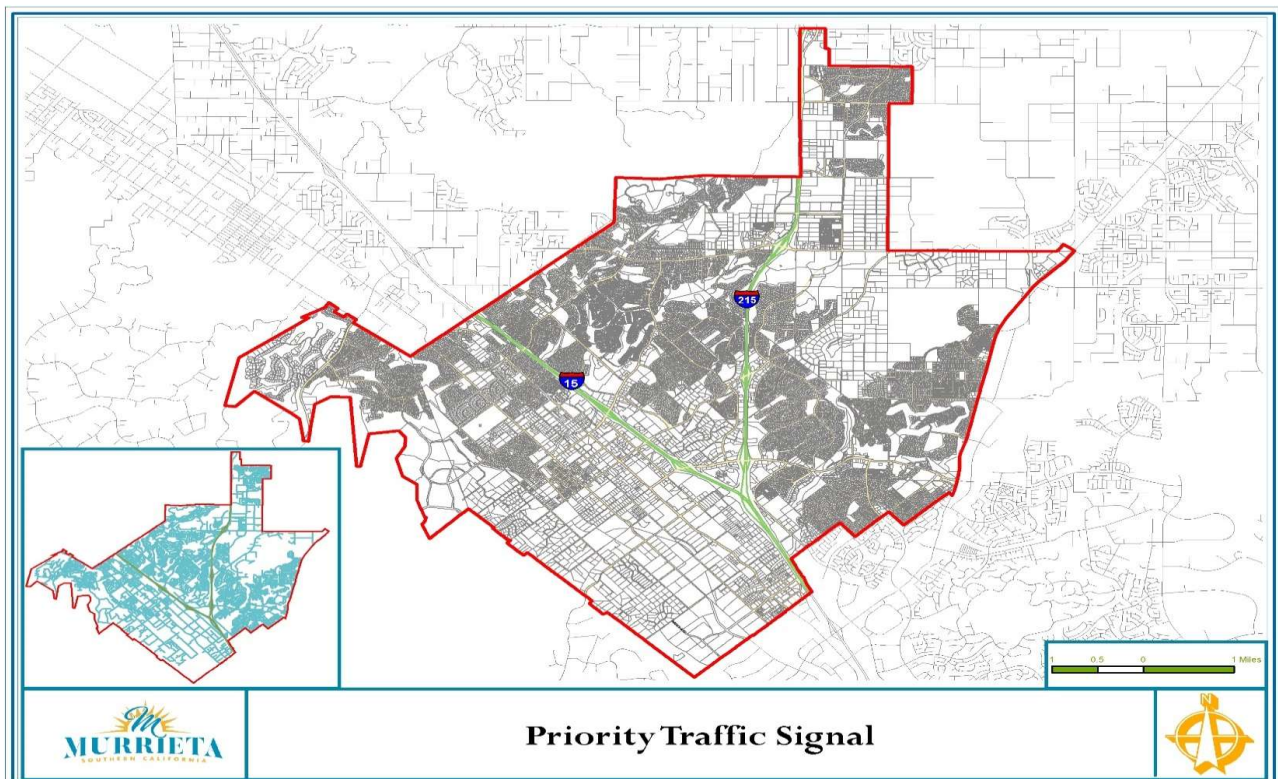 215
15
1 0.5 0 1 Miles
M
MURRIETA
SOUTHERN CALIFORNIA
Priority Traffic Signal
N